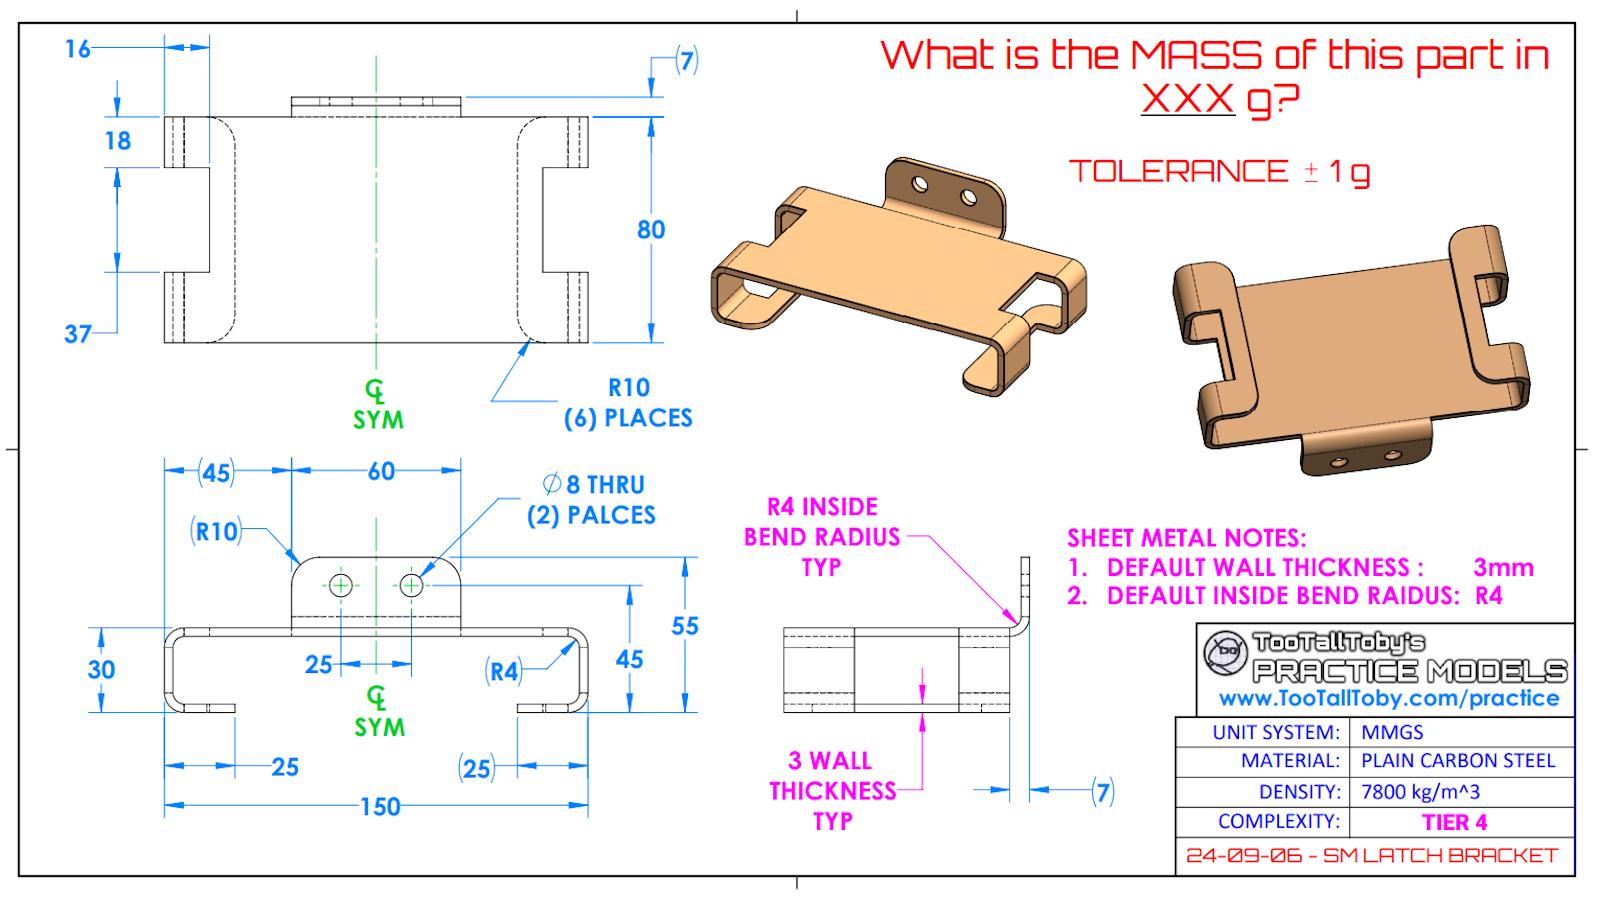 What is the MASS of this part in
XXX g?
TOLERANCE ± 1 g
16
(7)
18
80
37
℄
SYM
R10
(6) PLACES
(45)
60
(R10)
⌀8 THRU
(2) PALCES
30
25
(R4)
45
55
℄
SYM
25
(25)
150
R4 INSIDE
BEND RADIUS
TYP
3 WALL
THICKNESS
TYP
(7)
SHEET METAL NOTES:
1. DEFAULT WALL THICKNESS : 3mm
2. DEFAULT INSIDE BEND RAIDUS: R4
TooTallToby's
PRACTICE MODELS
www.TooTallToby.com/practice
UNIT SYSTEM: MMGS
MATERIAL: PLAIN CARBON STEEL
DENSITY: 7800 kg/m^3
COMPLEXITY: TIER 4
24-09-06 - SM LATCH BRACKET